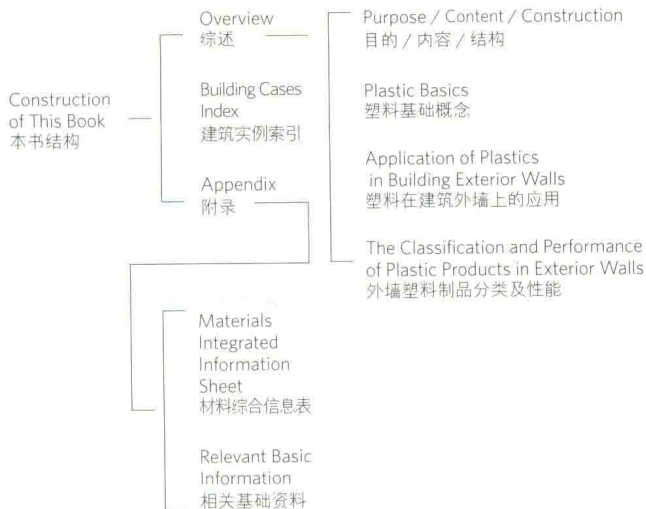 Construction
of This Book
本书结构
Overview
综述
Building Cases
Index
建筑实例索引
Appendix
附录
Purpose / Content / Construction
目的 / 内容 / 结构
Plastic Basics
塑料基础概念
Application of Plastics
in Building Exterior Walls
塑料在建筑外墙上的应用
The Classification and Performance
of Plastic Products in Exterior Walls
外墙塑料制品分类及性能
Materials
Integrated
Information
Sheet
材料综合信息表
Relevant Basic
Information
相关基础资料